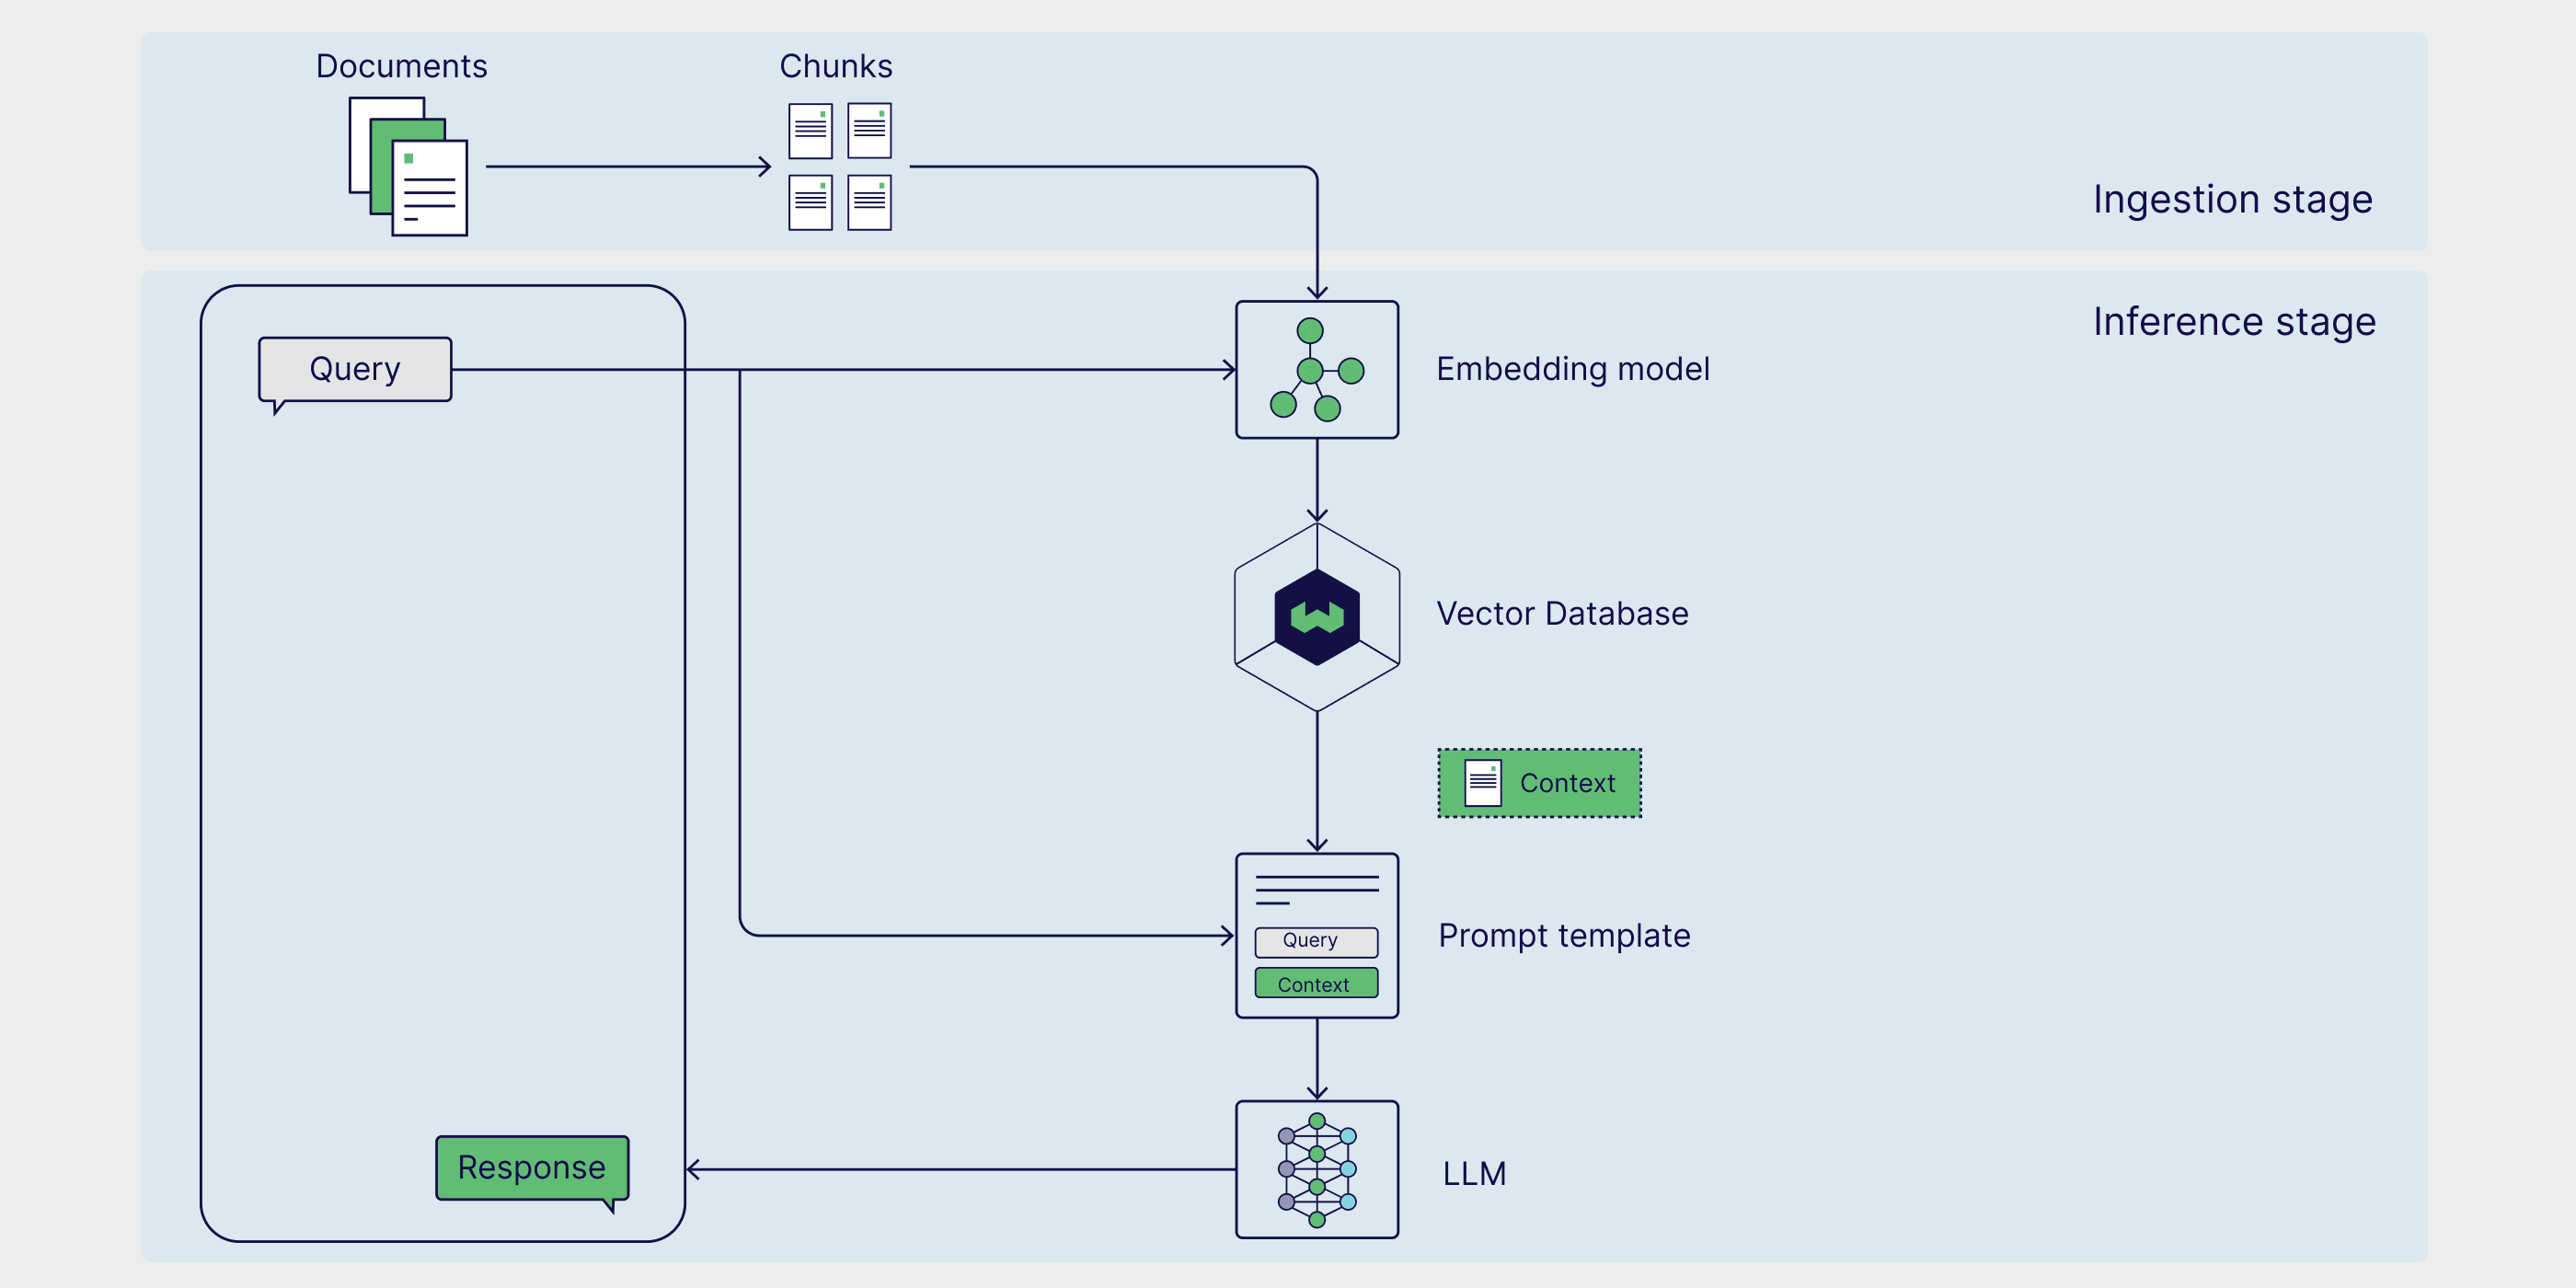 Documents
Chunks
Ingestion stage
Inference stage
Query
Embedding model
Vector Database
Context
Prompt template
Query
Context
Response
LLM